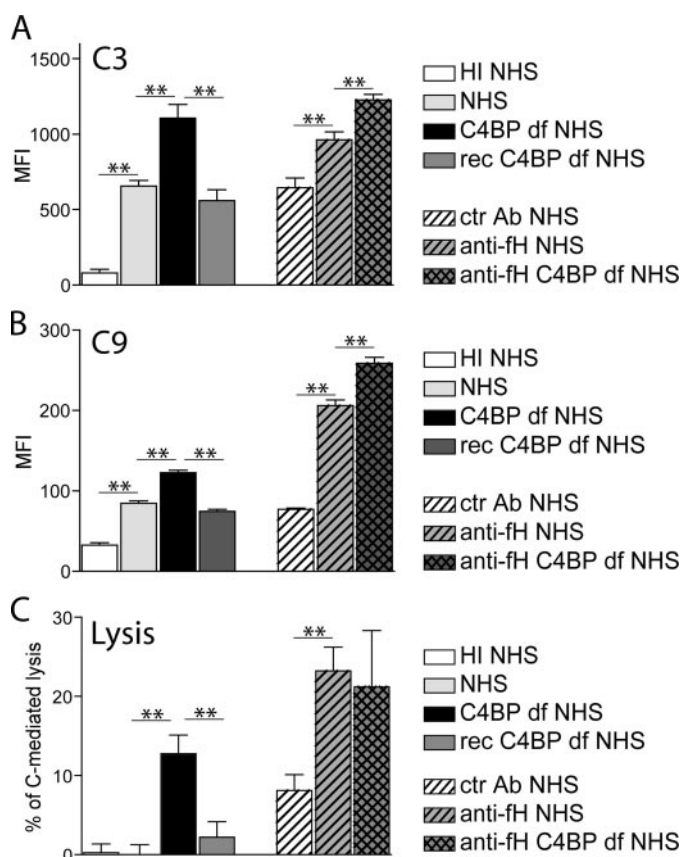 A
C3
1500
1000
500
0
MFI
**
**
**
**
**
HI NHS
NHS
C4BP df NHS
rec C4BP df NHS
ctr Ab NHS
anti-fH NHS
anti-fH C4BP df NHS
B
C9
300
200
100
0
MFI
**
**
**
**
**
HI NHS
NHS
C4BP df NHS
rec C4BP df NHS
ctr Ab NHS
anti-fH NHS
anti-fH C4BP df NHS
C
Lysis
30
20
10
0
% of C-mediated lysis
**
**
**
HI NHS
NHS
C4BP df NHS
rec C4BP df NHS
ctr Ab NHS
anti-fH NHS
anti-fH C4BP df NHS